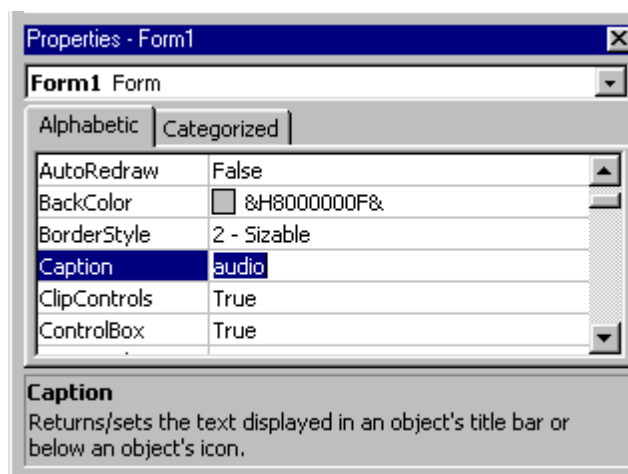 Properties - Form1
Form1 Form
Alphabetic Categorized
AutoRedraw False
BackColor &H8000000F&
BorderStyle 2 - Sizable
Caption audio
ClipControls True
ControlBox True
Caption
Returns/sets the text displayed in an object's title bar or
below an object's icon.